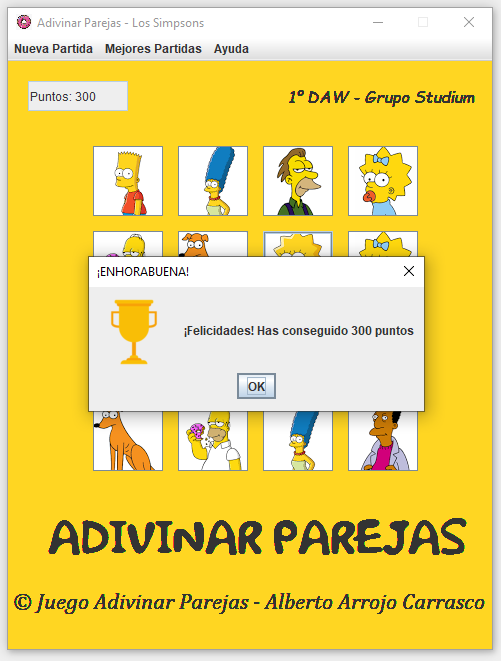 Adivinar Parejas - Los Simpsons
Nueva Partida Mejores Partidas Ayuda
Puntos: 300
1º DAW - Grupo Studium
¡ENHORABUENA!
¡Felicidades! Has conseguido 300 puntos
OK
ADIVINAR PAREJAS
© Juego Adivinar Parejas - Alberto Arrojo Carrasco